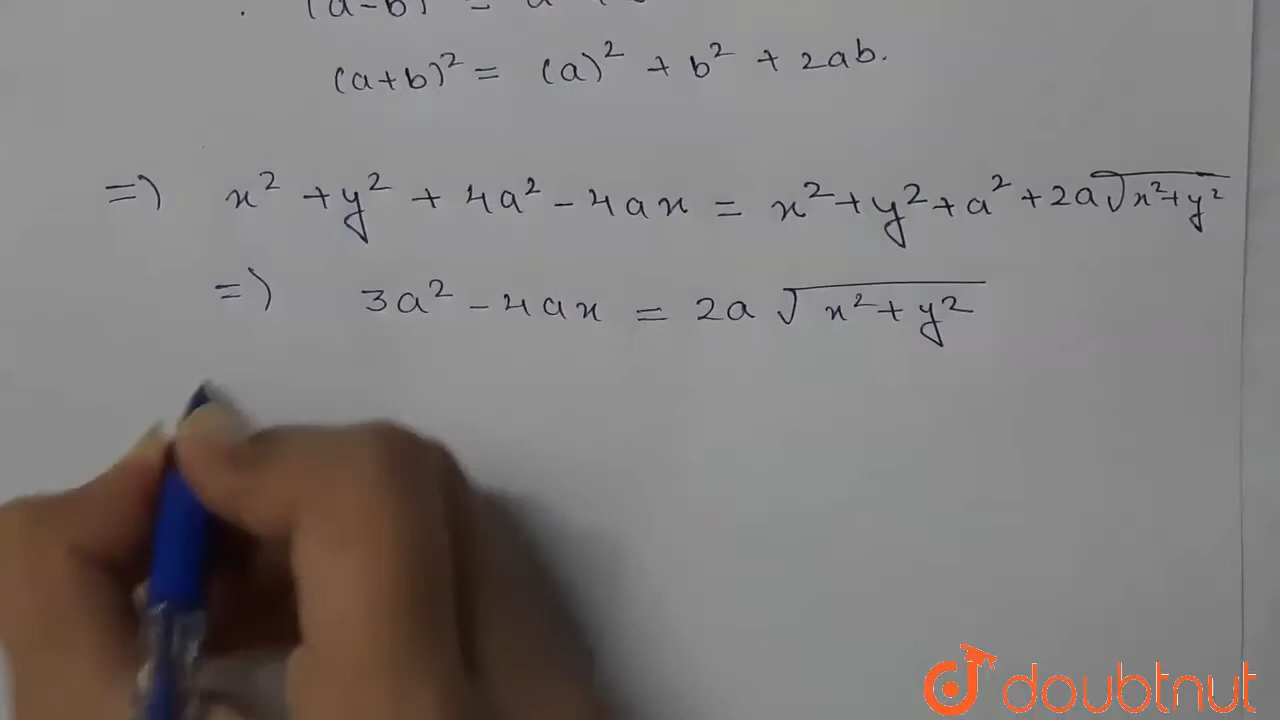 (a-b)² = a
(a+b)² = (a)² + b² + 2ab.
=) x² + y² + 4a² - 4ax = x² + y² + a² + 2a√x²+y²
=) 3a² - 4ax = 2a √x²+y²
doubtnut